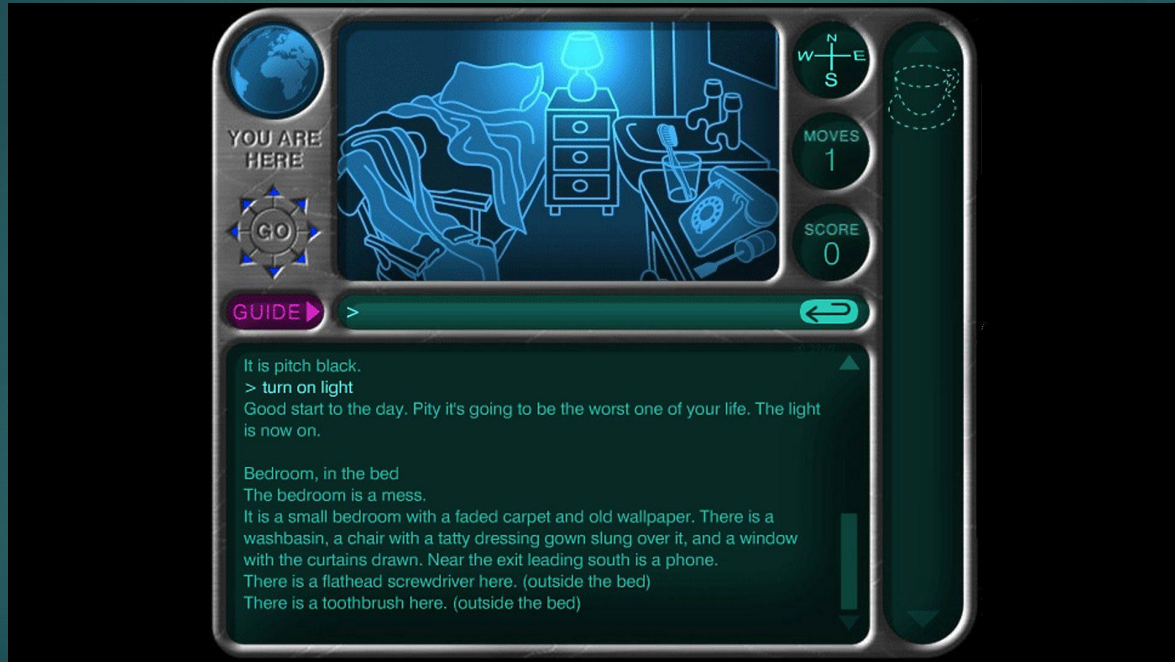 YOU ARE
HERE
GO
N
W E
S
MOVES
1
SCORE
0
GUIDE
>
It is pitch black.
> turn on light
Good start to the day. Pity it's going to be the worst one of your life. The light
is now on.
Bedroom, in the bed
The bedroom is a mess.
It is a small bedroom with a faded carpet and old wallpaper. There is a
washbasin, a chair with a tatty dressing gown slung over it, and a window
with the curtains drawn. Near the exit leading south is a phone.
There is a flathead screwdriver here. (outside the bed)
There is a toothbrush here. (outside the bed)